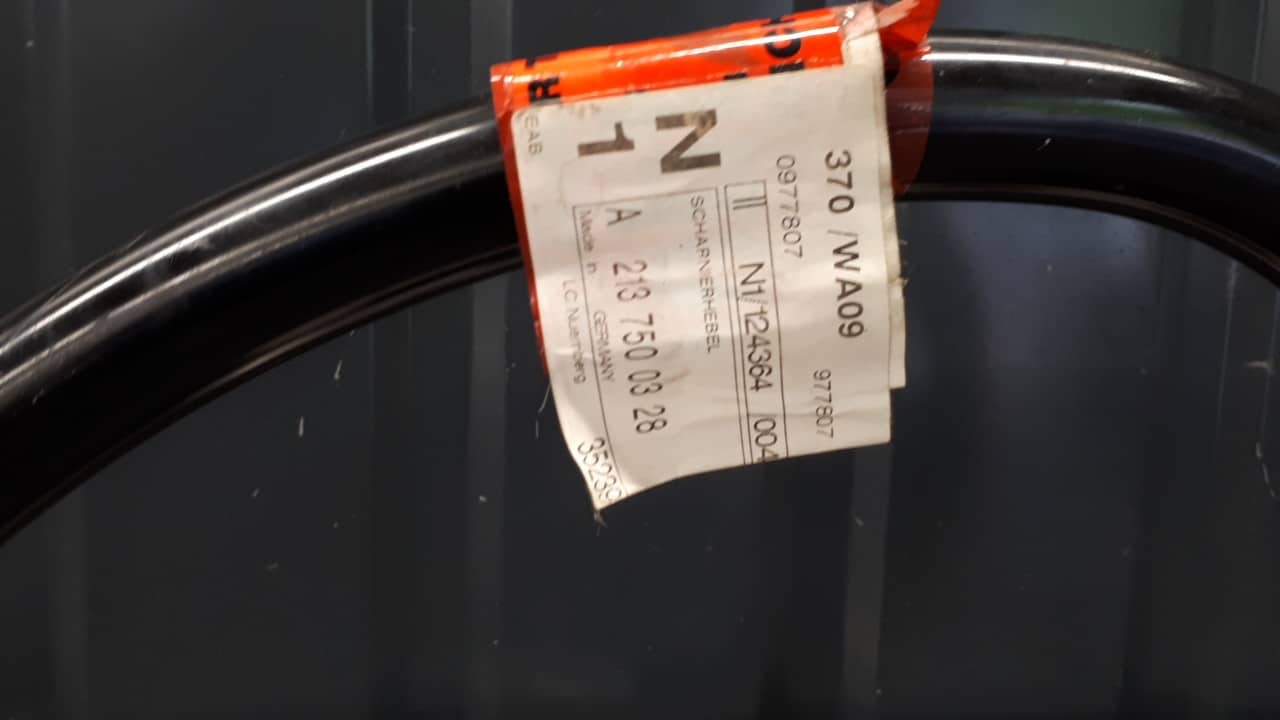 370 /WA09
0977807
977807
N1/124364 /004
N
SCHARNIERHEBEL
1
A 213 750 03 28
Made in GERMANY
LC Nuernberg
35239
EAB